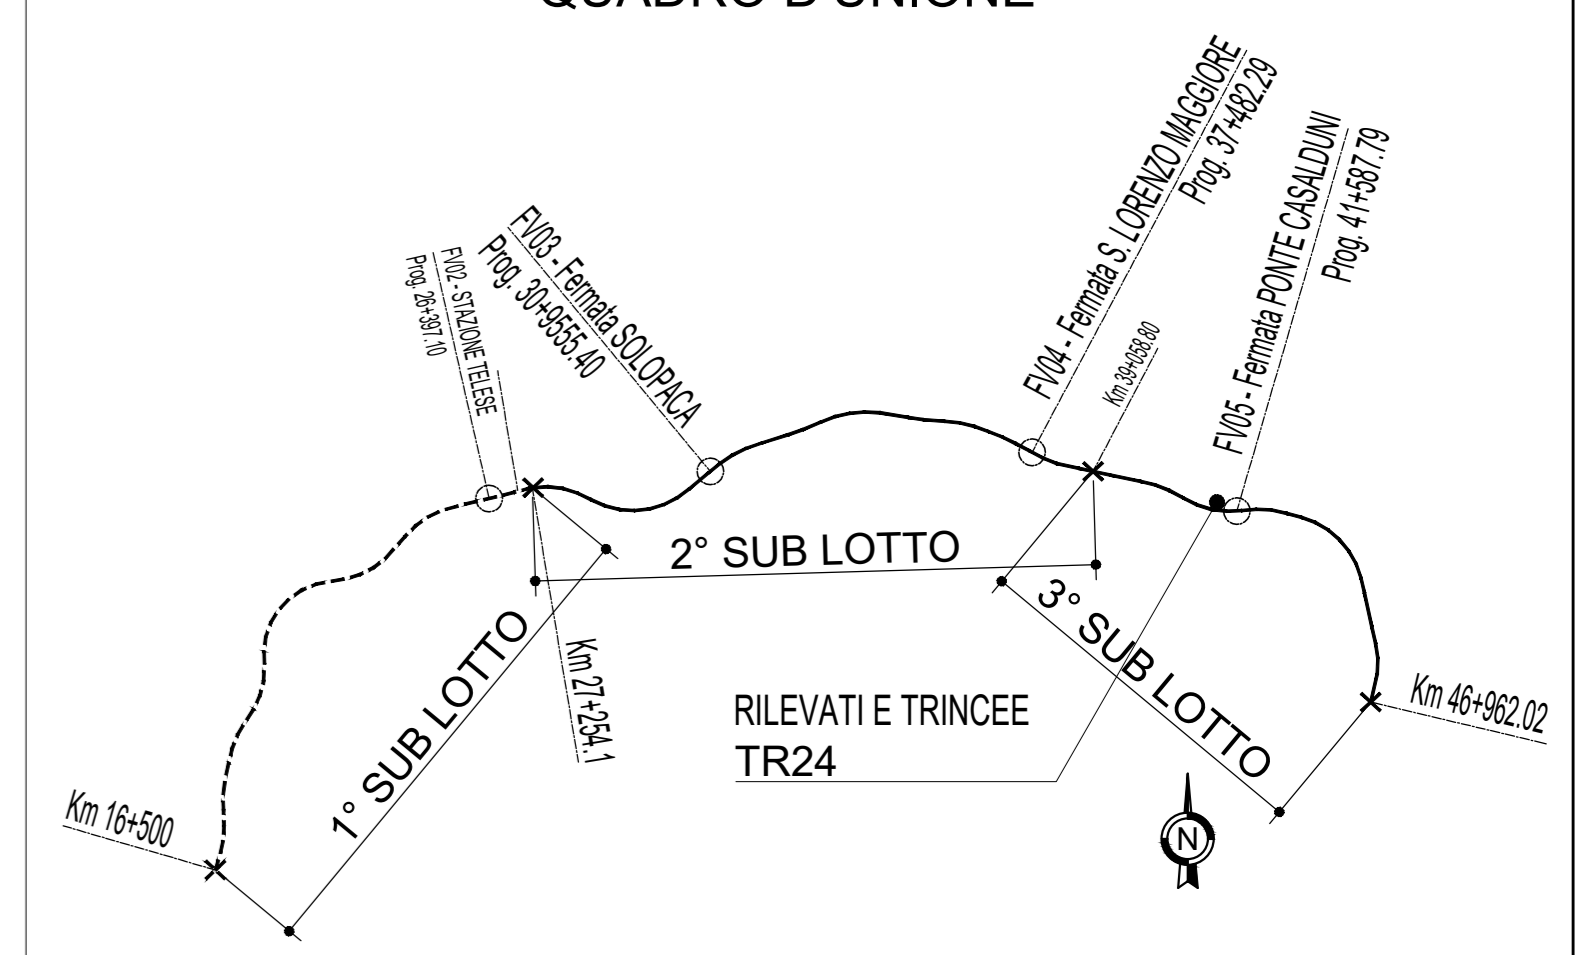 QUADRO D'UNIONE
FV04 - Fermata S. LORENZO MAGGIORE
Prog. 37+482.29
FV05 - Fermata PONTE CASALDUNI
Prog. 41+587.79
FV03 - Fermata SOLOPACA
Prog. 30+9555.40
FV02 - STAZIONE TELESE
Prog. 26+397.10
Km 39+058.80
2° SUB LOTTO
3° SUB LOTTO
1° SUB LOTTO
Km 27+254.1
RILEVATI E TRINCEE
TR24
Km 46+962.02
Km 16+500
N